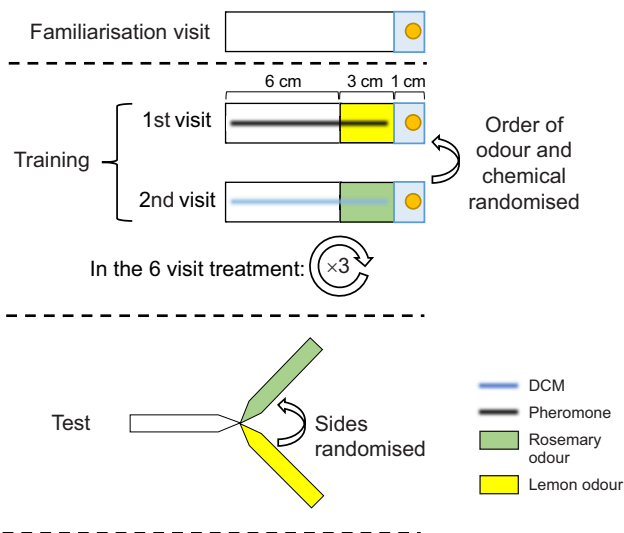 Familiarisation visit
6 cm 3 cm 1 cm
1st visit
Training
2nd visit
Order of
odour and
chemical
randomised
In the 6 visit treatment:
×3
Test
Sides
randomised
DCM
Pheromone
Rosemary
odour
Lemon odour